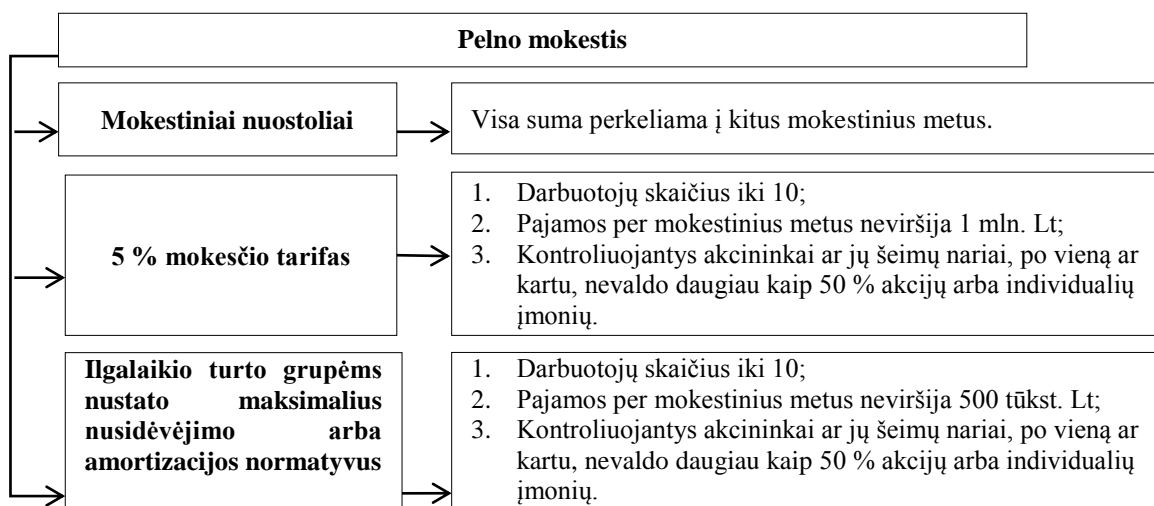 Pelno mokestis
Mokestiniai nuostoliai
Visa suma perkeliama į kitus mokestinius metus.
5 % mokesčio tarifas
1. Darbuotojų skaičius iki 10;
2. Pajamos per mokestinius metus neviršija 1 mln. Lt;
3. Kontroliuojantys akcininkai ar jų šeimų nariai, po vieną ar
kartu, nevaldo daugiau kaip 50 % akcijų arba individualių
įmonių.
Ilgalaikio turto grupėms
nustato maksimalius
nusidėvėjimo arba
amortizacijos normatyvus
1. Darbuotojų skaičius iki 10;
2. Pajamos per mokestinius metus neviršija 500 tūkst. Lt;
3. Kontroliuojantys akcininkai ar jų šeimų nariai, po vieną ar
kartu, nevaldo daugiau kaip 50 % akcijų arba individualių
įmonių.